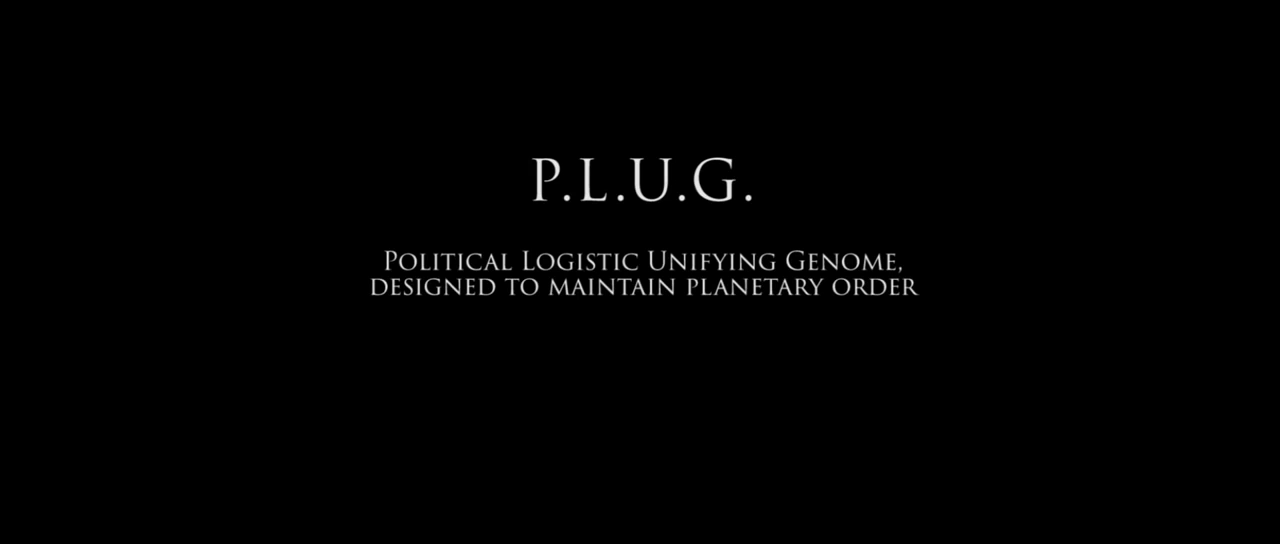 P.L.U.G.
Political Logistic Unifying Genome,
designed to maintain planetary order